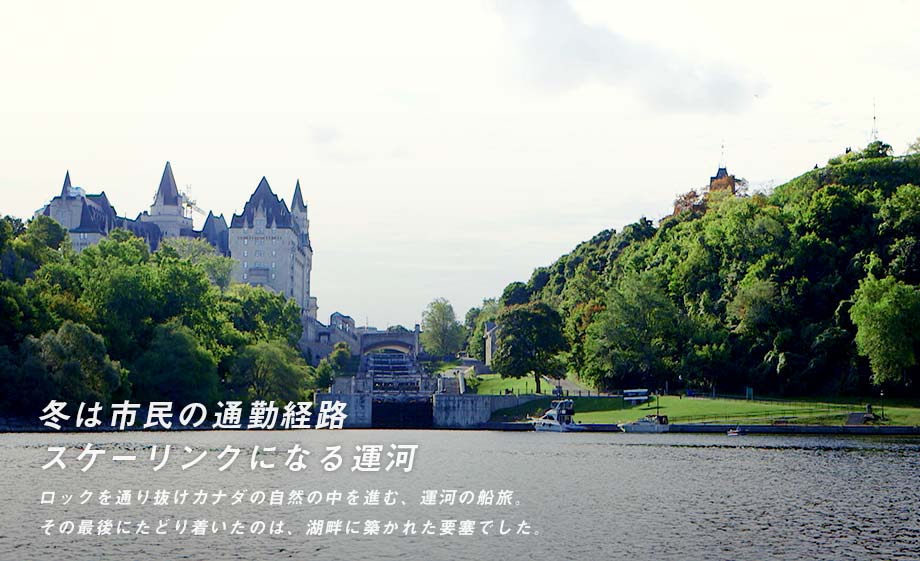 冬は市民の通勤経路
スケーリンクになる運河
ロックを通り抜けカナダの自然の中を進む、運河の船旅。
その最後にたどり着いたのは、湖畔に築かれた要塞でした。